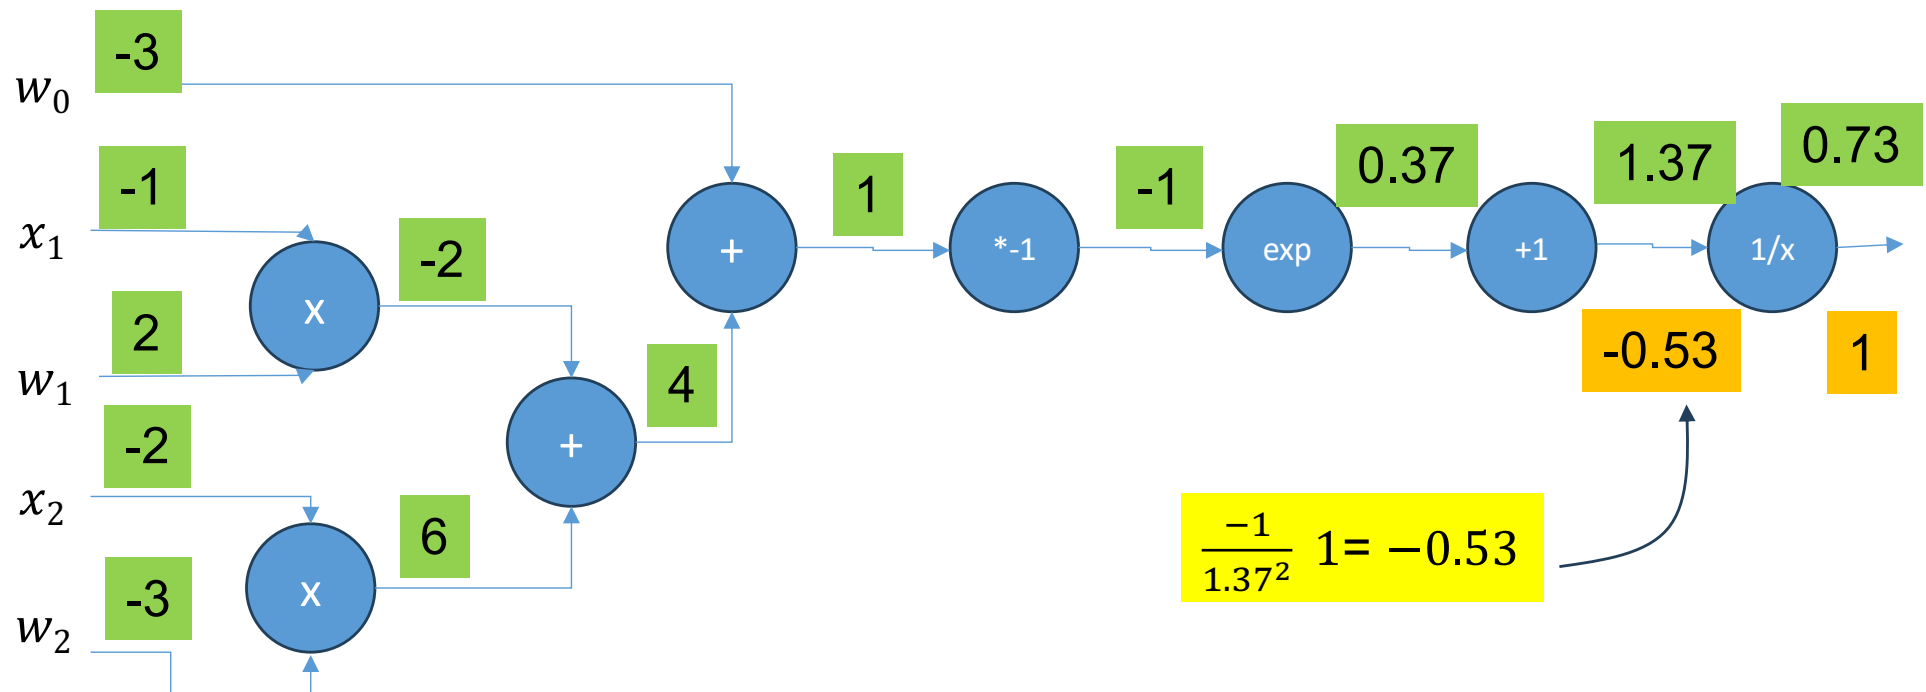 -3
w₀
-1
x₁
2
w₁
-2
x₂
-3
w₂
x
-2
x
6
+
4
+
1
*-1
-1
exp
0.37
+1
1.37
1/x
0.73
-0.53
1
−1/1.37² 1= −0.53